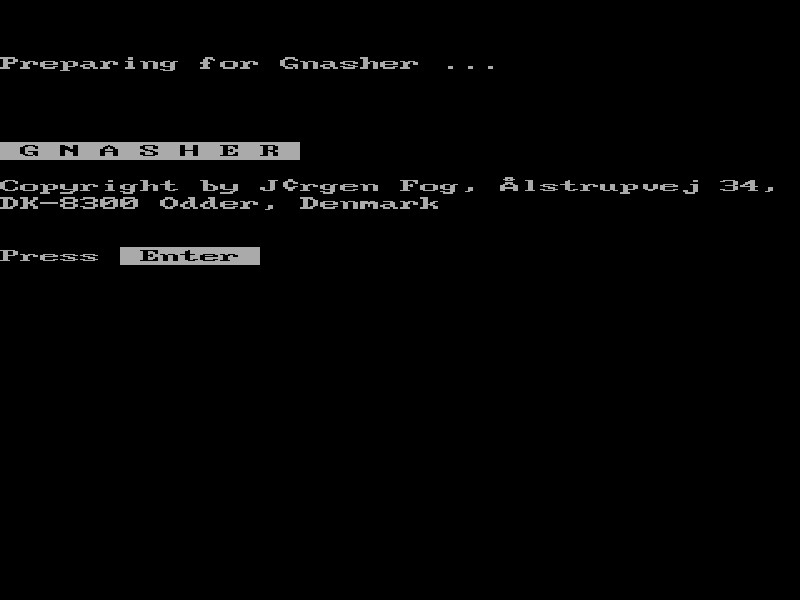 Preparing for Gnasher ...
G N A S H E R
Copyright by J¢rgen Fog, Ålstrupvej 34,
DK-8300 Odder, Denmark
Press Enter